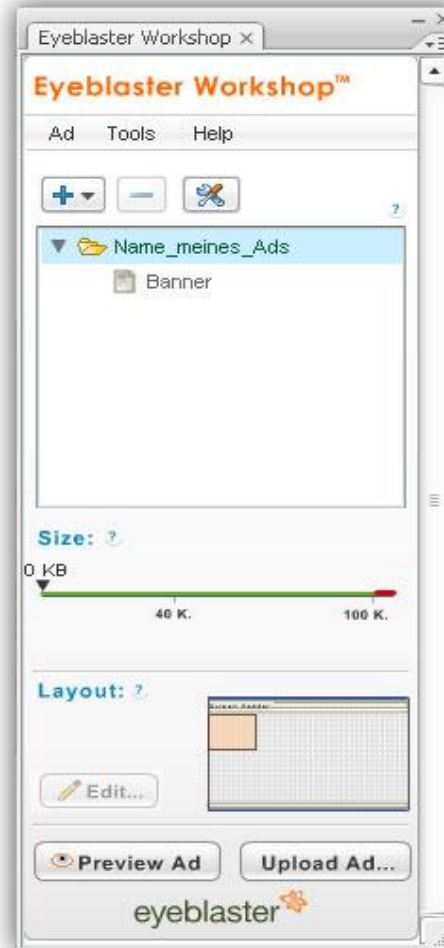 Eyeblaster Workshop ×
Eyeblaster Workshop™
Ad Tools Help
?
Name_meines_Ads
Banner
Size: ?
0 KB
40 K. 100 K.
Layout: ?
Edit...
Preview Ad Upload Ad...
eyeblaster